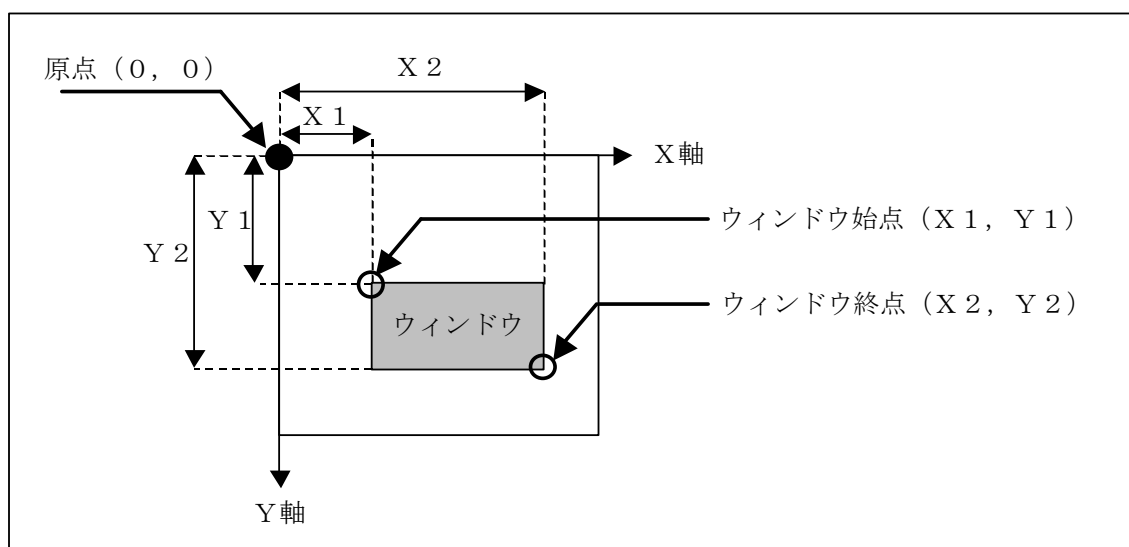 原点（０，０）
Ｘ２
Ｘ１
Ｘ軸
Ｙ１
Ｙ２
ウィンドウ始点（Ｘ１，Ｙ１）
ウィンドウ終点（Ｘ２，Ｙ２）
ウィンドウ
Ｙ軸